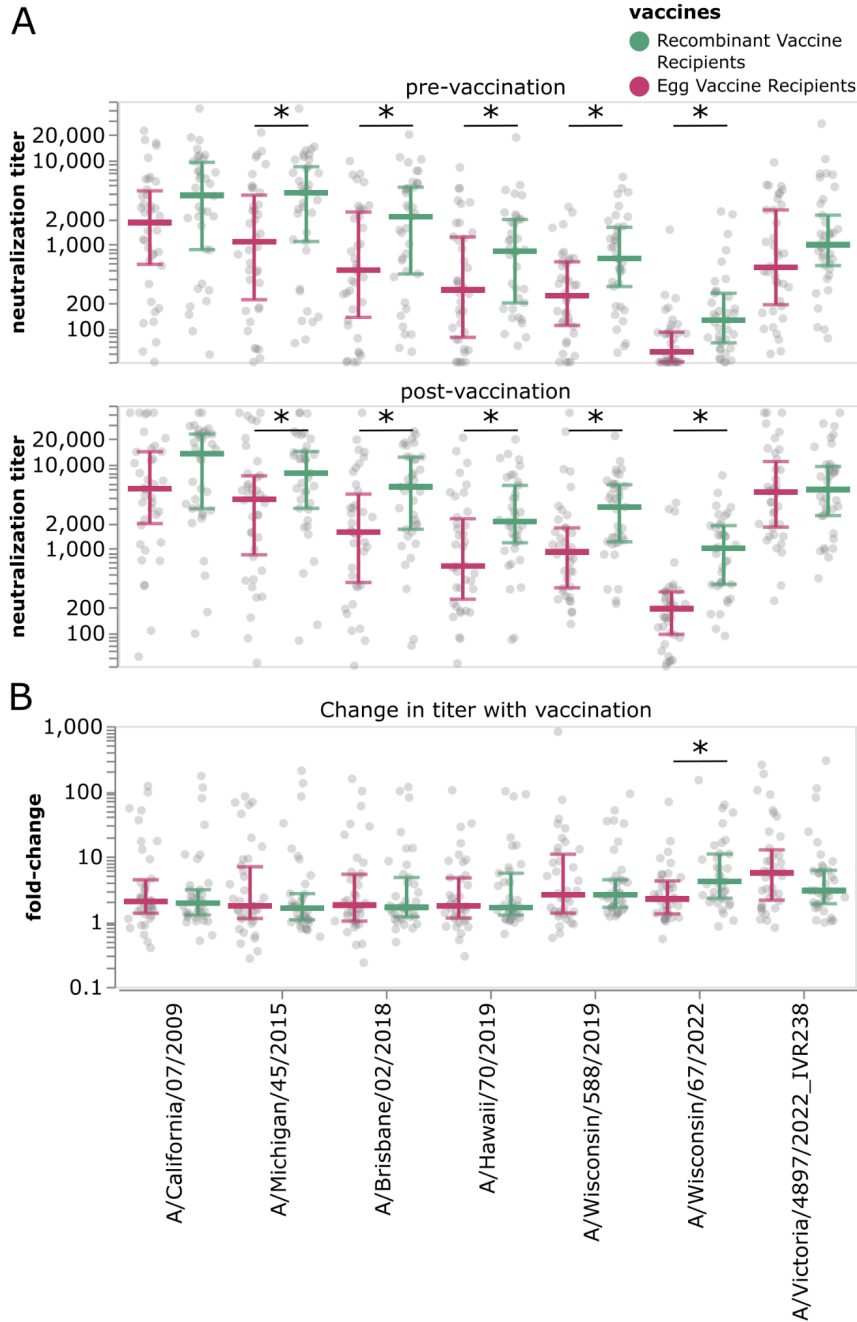 A
vaccines
Recombinant Vaccine
Recipients
Egg Vaccine Recipients
pre-vaccination
neutralization titer
20,000
10,000
2,000
1,000
200
100
* * * * *
post-vaccination
neutralization titer
20,000
10,000
2,000
1,000
200
100
* * * * *
B
Change in titer with vaccination
fold-change
1,000
100
10
1
0.1
*
A/California/07/2009
A/Michigan/45/2015
A/Brisbane/02/2018
A/Hawaii/70/2019
A/Wisconsin/588/2019
A/Wisconsin/67/2022
A/Victoria/4897/2022_IVR238